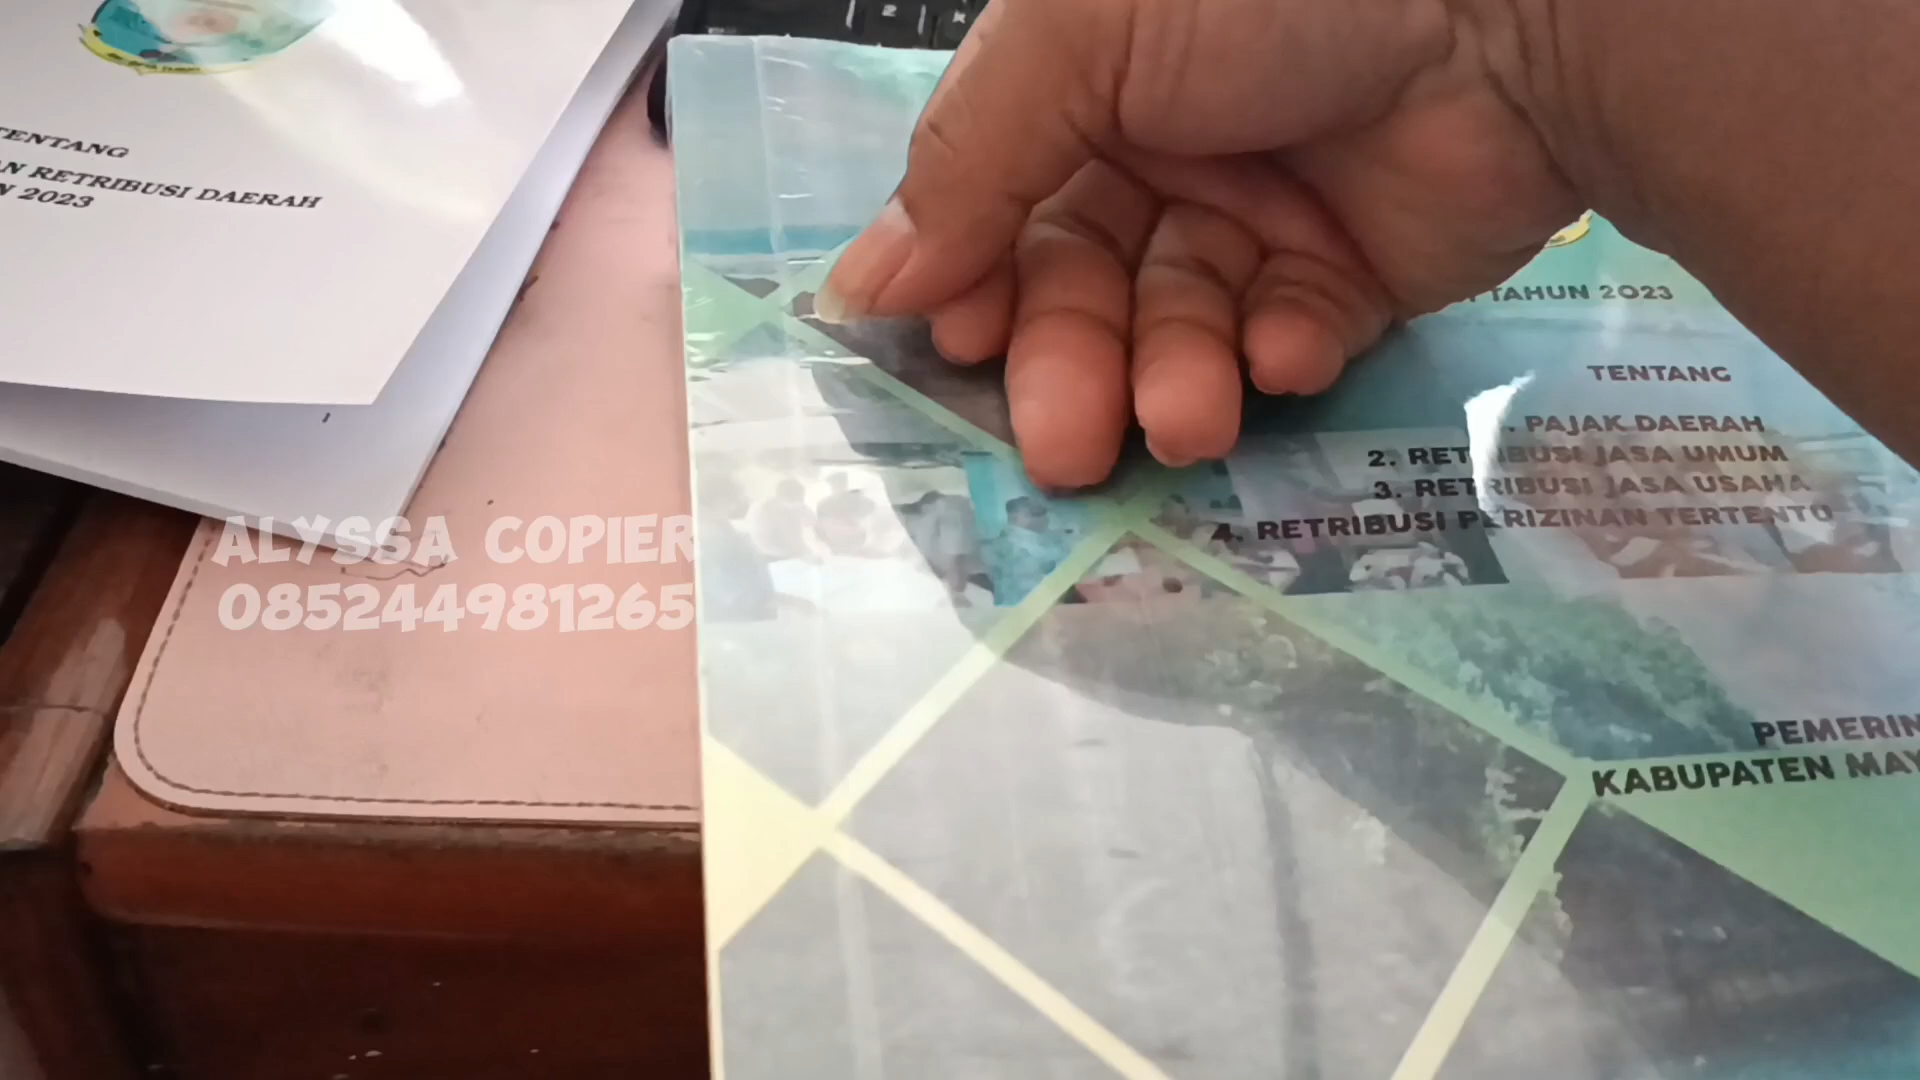 TENTANG
RETRIBUSI DAERAH
2023
ALYSSA COPIER
085244981265
TAHUN 2023
TENTANG
PAJAK DAERAH
2. RETRIBUSI JASA UMUM
3. RETRIBUSI JASA USAHA
4. RETRIBUSI PERIZINAN TERTENTU
PEMERIN
KABUPATEN MAY